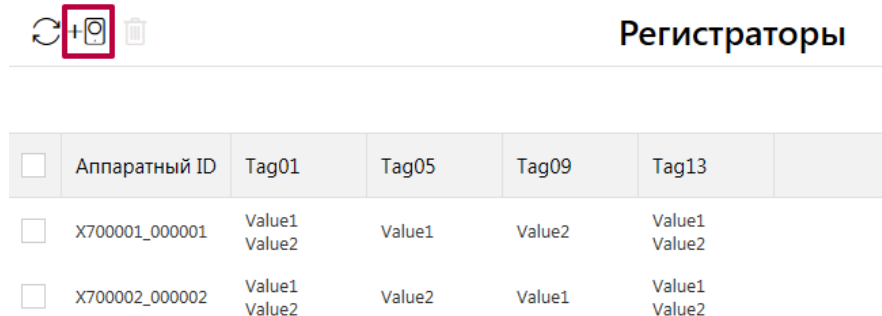 Регистраторы
Аппаратный ID Tag01 Tag05 Tag09 Tag13
X700001_000001 Value1 Value2 Value1 Value2 Value1 Value2
X700002_000002 Value1 Value2 Value2 Value1 Value1 Value2